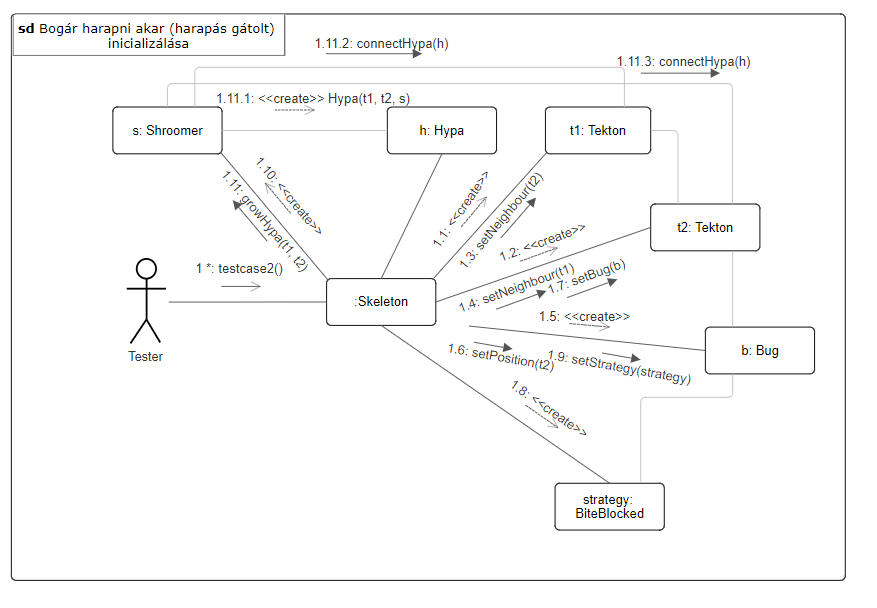 sd Bogár harapni akar (harapás gátolt)
inicializálása
1.11.2: connectHypa(h)
1.11.3: connectHypa(h)
1.11.1: <<create>> Hypa(t1, t2, s)
s: Shroomer
h: Hypa
t1: Tekton
1.10: <<create>>
1.11: growHypa(t1, t2)
1.1: <<create>>
1.3: setNeighbour(t2)
t2: Tekton
1.2: <<create>>
1 *: testcase2()
1.4: setNeighbour(t1)
1.7: setBug(b)
:Skeleton
1.5: <<create>>
Tester
1.6: setPosition(t2)
1.9: setStrategy(strategy)
b: Bug
1.8: <<create>>
strategy:
BiteBlocked